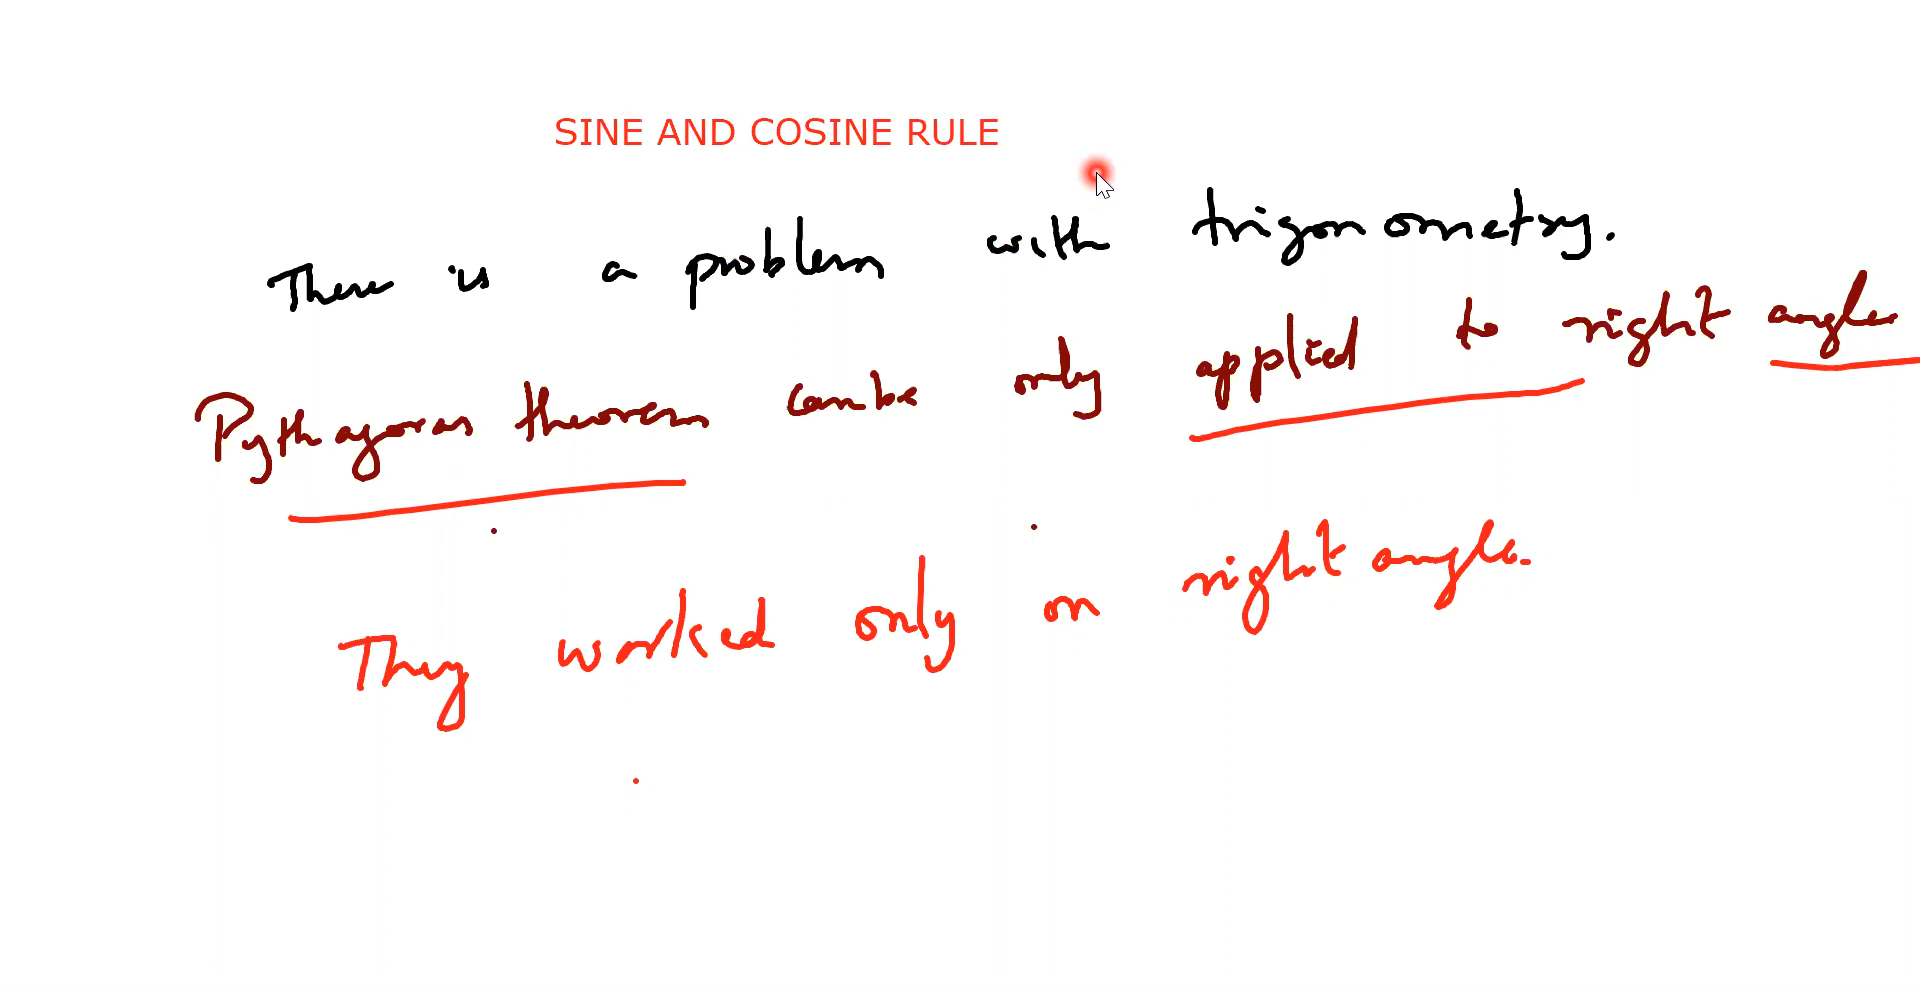 SINE AND COSINE RULE
There is a problem with trigonometry.
Pythagoras theorem can be only applied to right angle
They worked only on right angle.